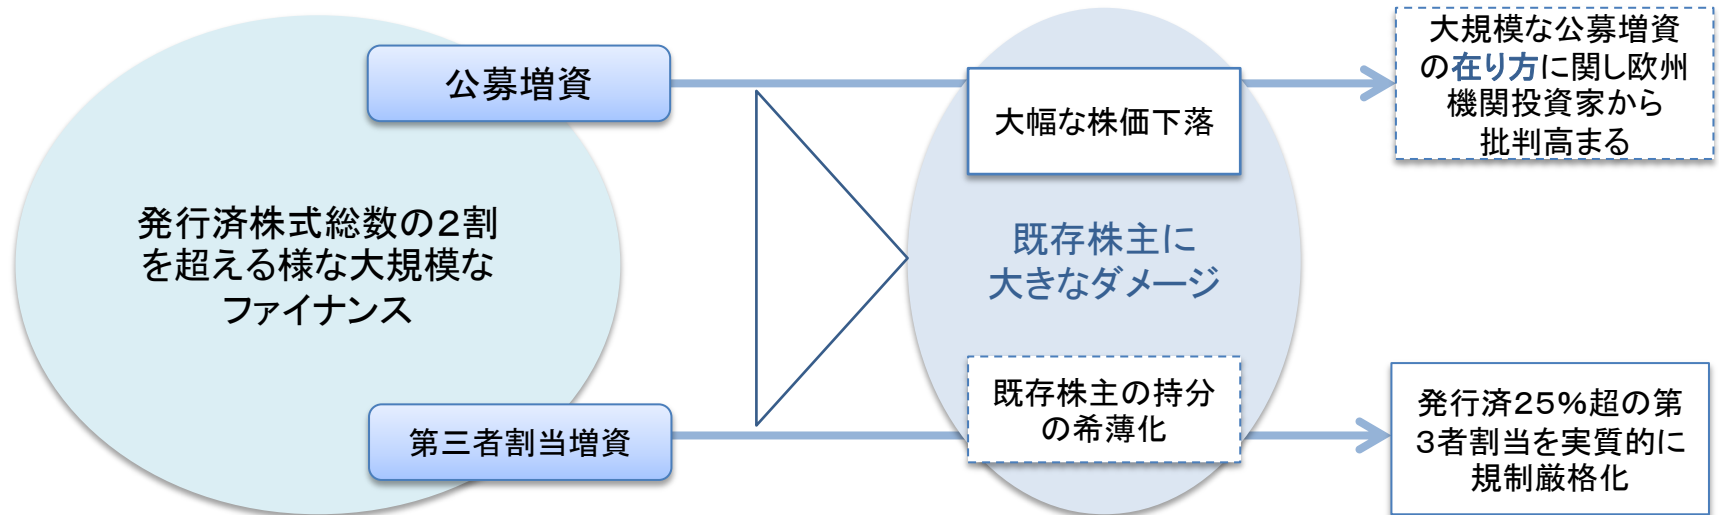 発行済株式総数の２割
を超える様な大規模な
ファイナンス
公募増資
第三者割当増資
大幅な株価下落
既存株主に
大きなダメージ
既存株主の持分
の希薄化
大規模な公募増資
の在り方に関し欧州
機関投資家から
批判高まる
発行済２５％超の第
３者割当を実質的に
規制厳格化